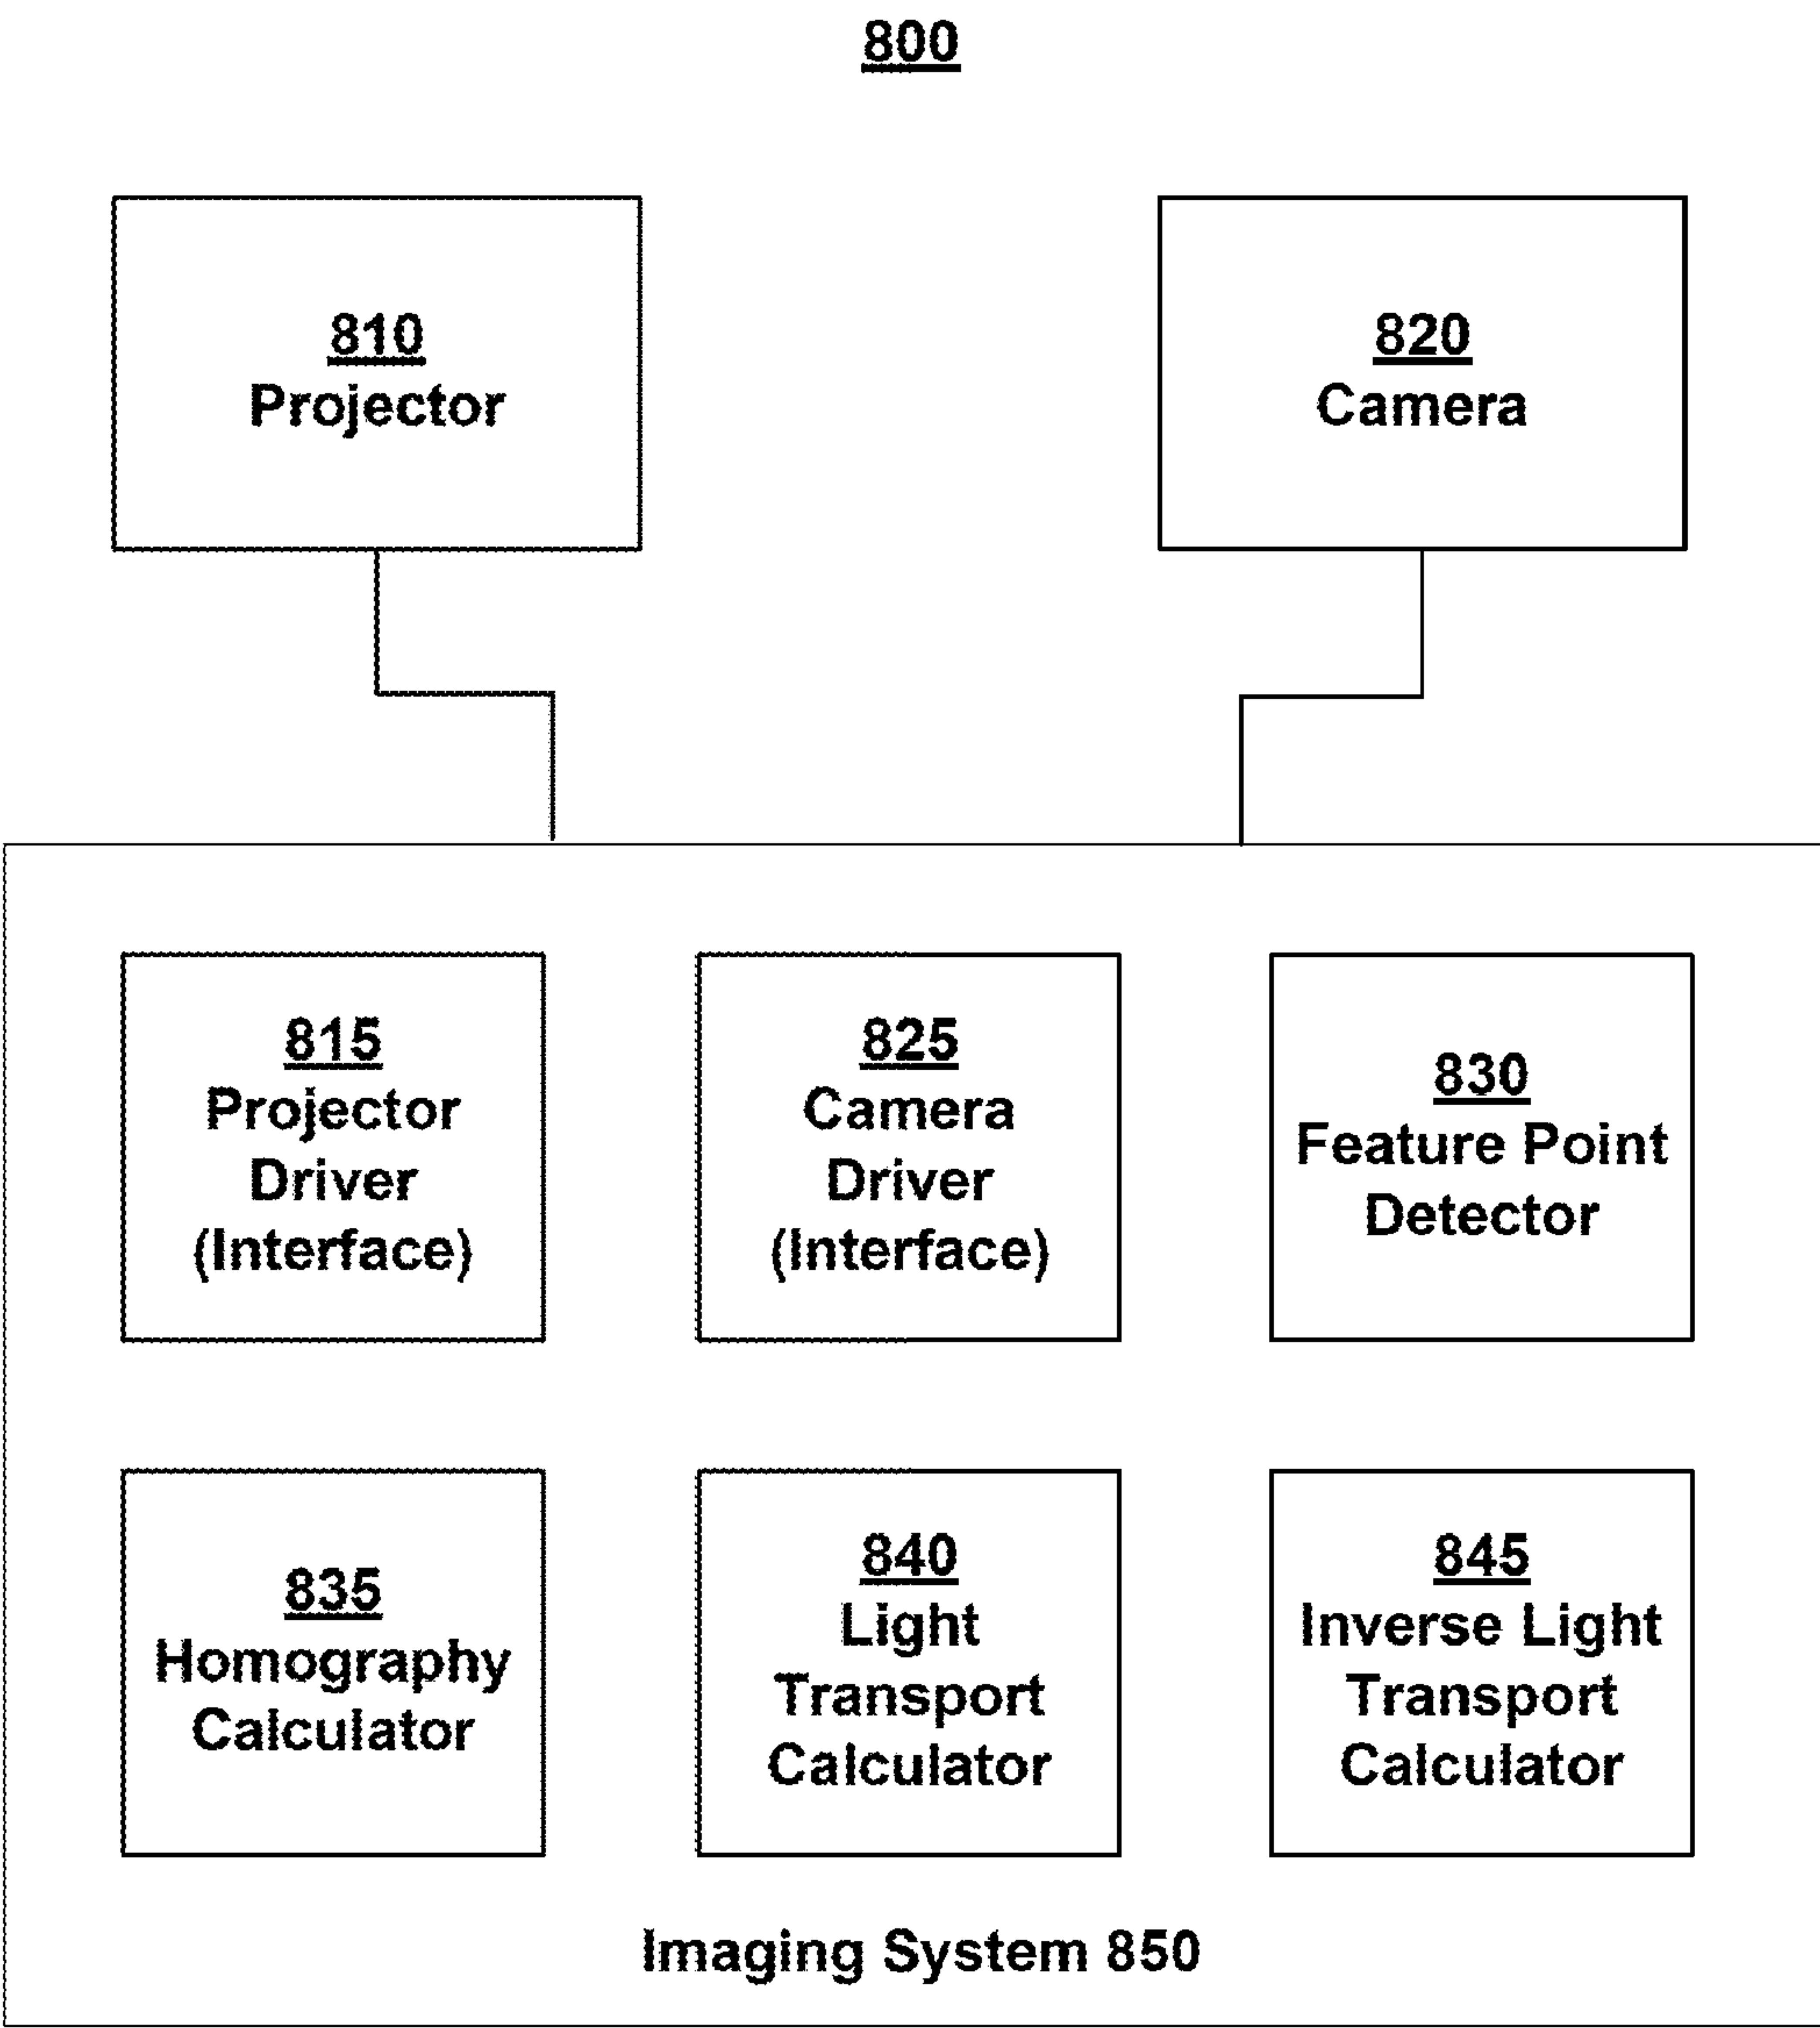 800
810
Projector
820
Camera
815
Projector
Driver
(Interface)
825
Camera
Driver
(Interface)
830
Feature Point
Detector
835
Homography
Calculator
840
Light
Transport
Calculator
845
Inverse Light
Transport
Calculator
Imaging System 850